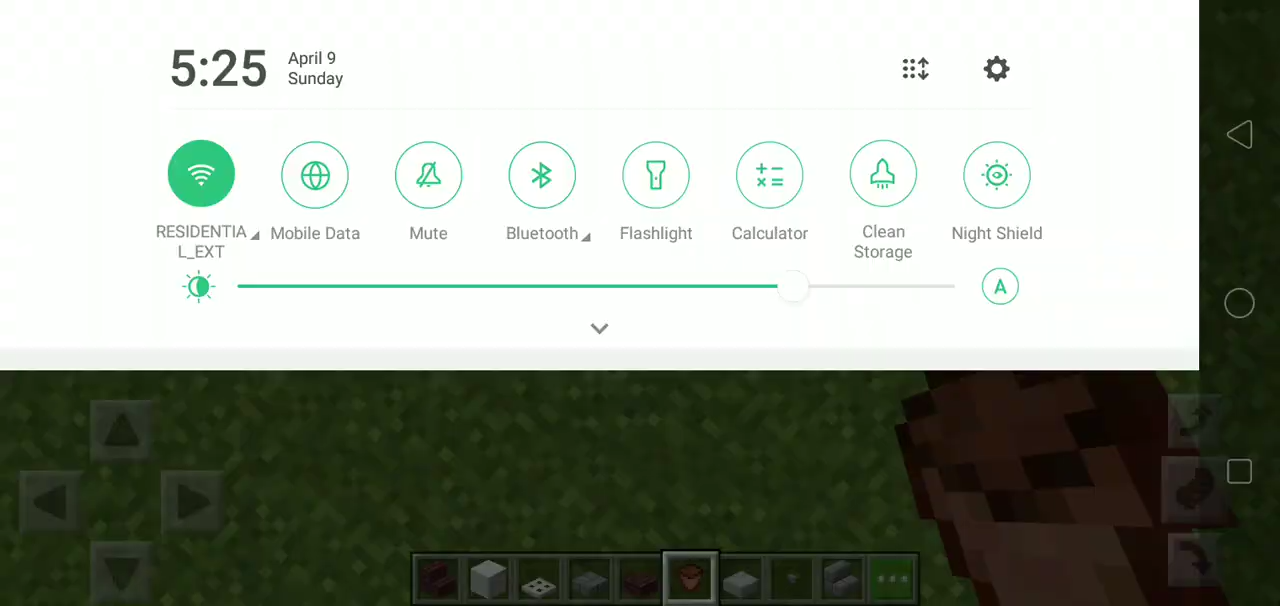 5:25
April 9
Sunday
RESIDENTIA
L_EXT
Mobile Data
Mute
Bluetooth
Flashlight
Calculator
Clean
Storage
Night Shield
A